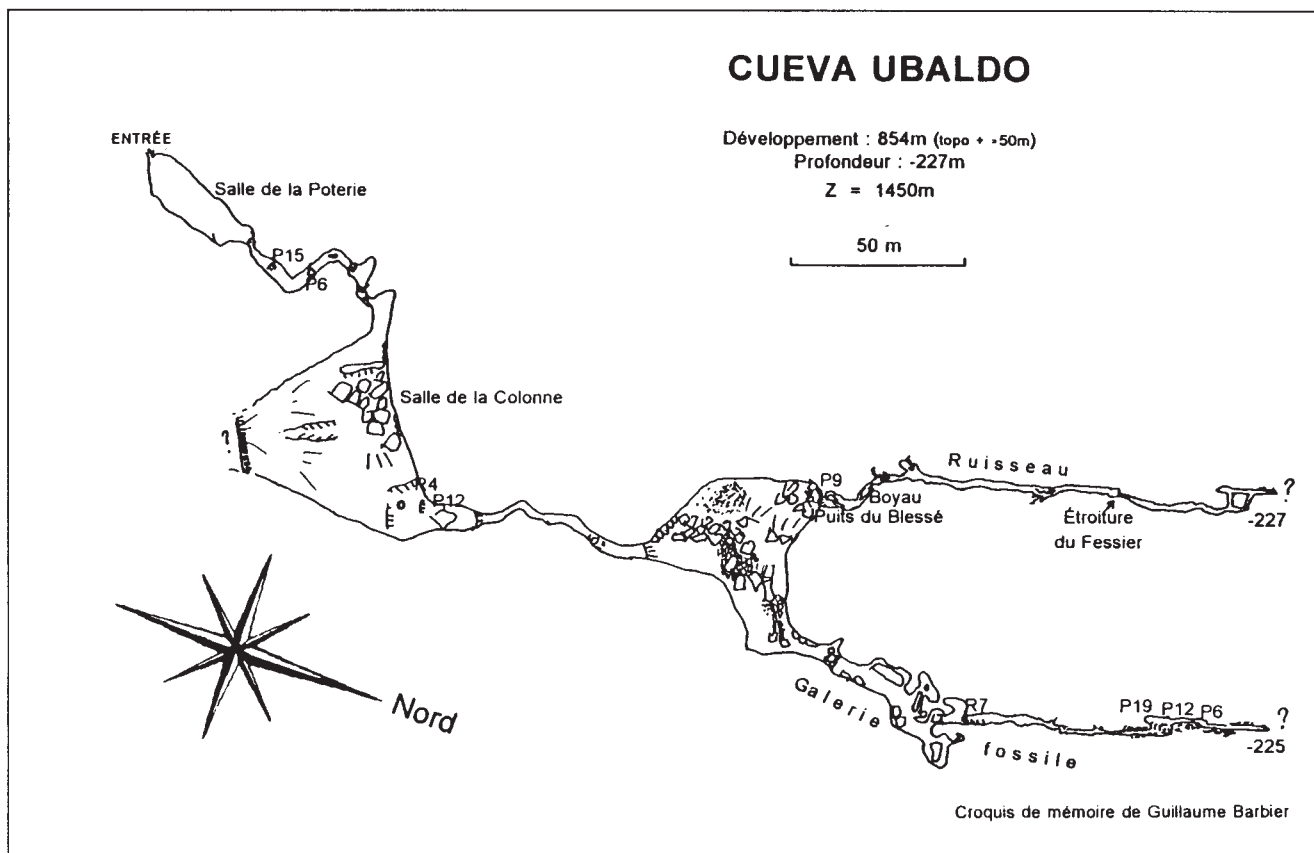 CUEVA UBALDO
Développement : 854m (topo + ≈50m)
Profondeur : -227m
Z = 1450m
50 m
ENTRÉE
Salle de la Poterie
P15
P6
Salle de la Colonne
?
R4
P12
P9
Boyau
Puits du Blessé
Ruisseau
Étroiture
du Fessier
?
-227
Nord
Galerie fossile
R7
P19 P12 P6
?
-225
Croquis de mémoire de Guillaume Barbier